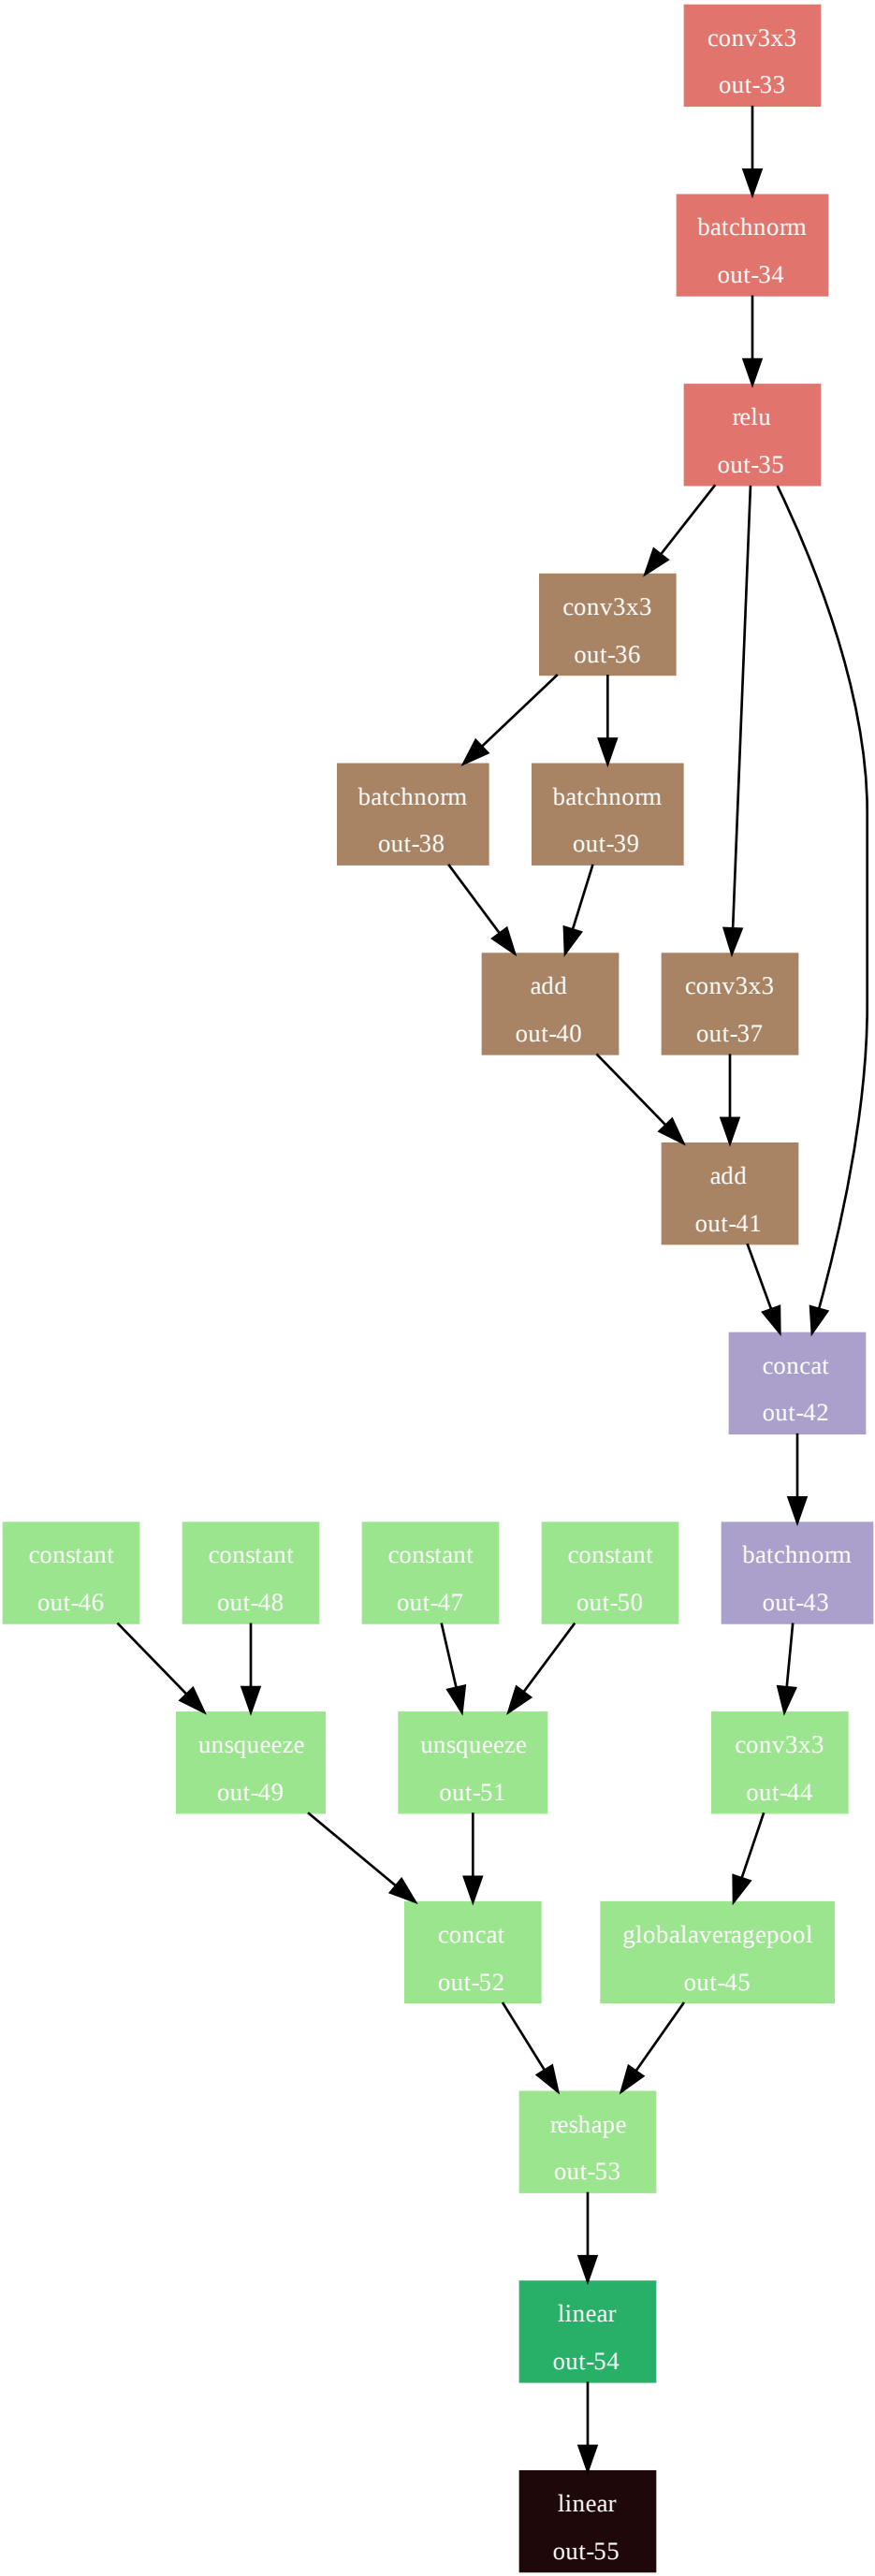 conv3x3
out-33
batchnorm
out-34
relu
out-35
conv3x3
out-36
batchnorm
out-38
batchnorm
out-39
add
out-40
conv3x3
out-37
add
out-41
concat
out-42
constant
out-46
constant
out-48
constant
out-47
constant
out-50
batchnorm
out-43
unsqueeze
out-49
unsqueeze
out-51
conv3x3
out-44
concat
out-52
globalaveragepool
out-45
reshape
out-53
linear
out-54
linear
out-55